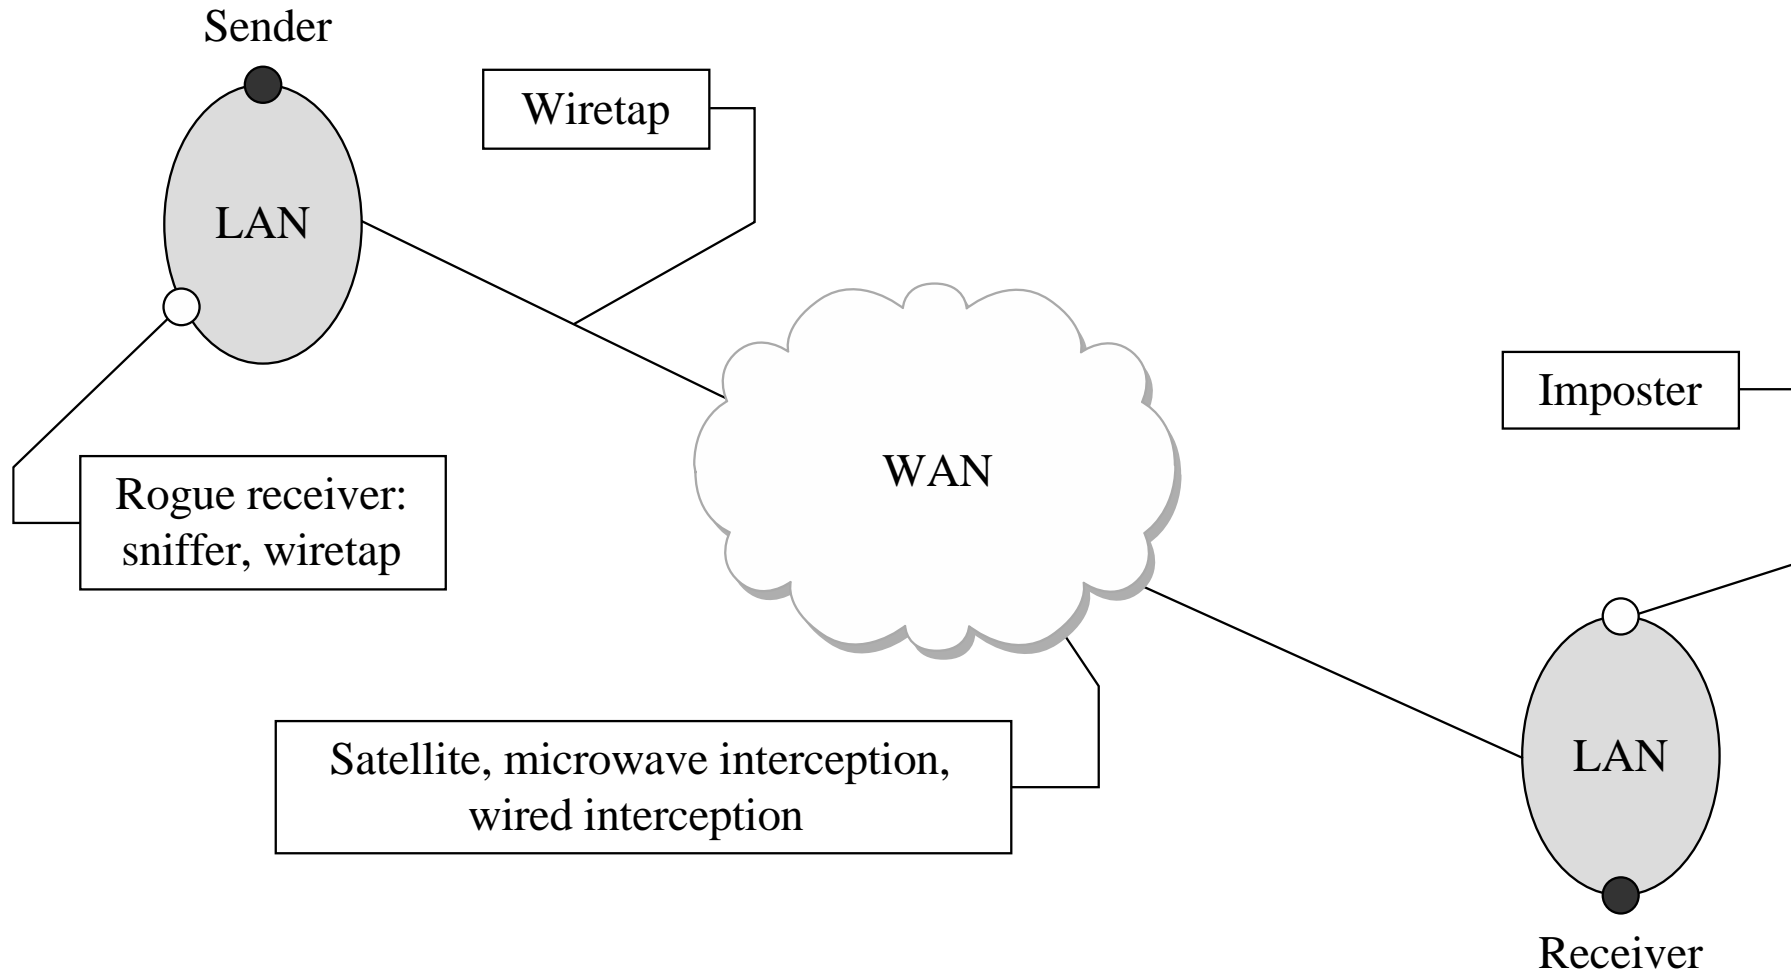 Sender
Wiretap
LAN
WAN
Imposter
Rogue receiver:
sniffer, wiretap
Satellite, microwave interception,
wired interception
LAN
Receiver